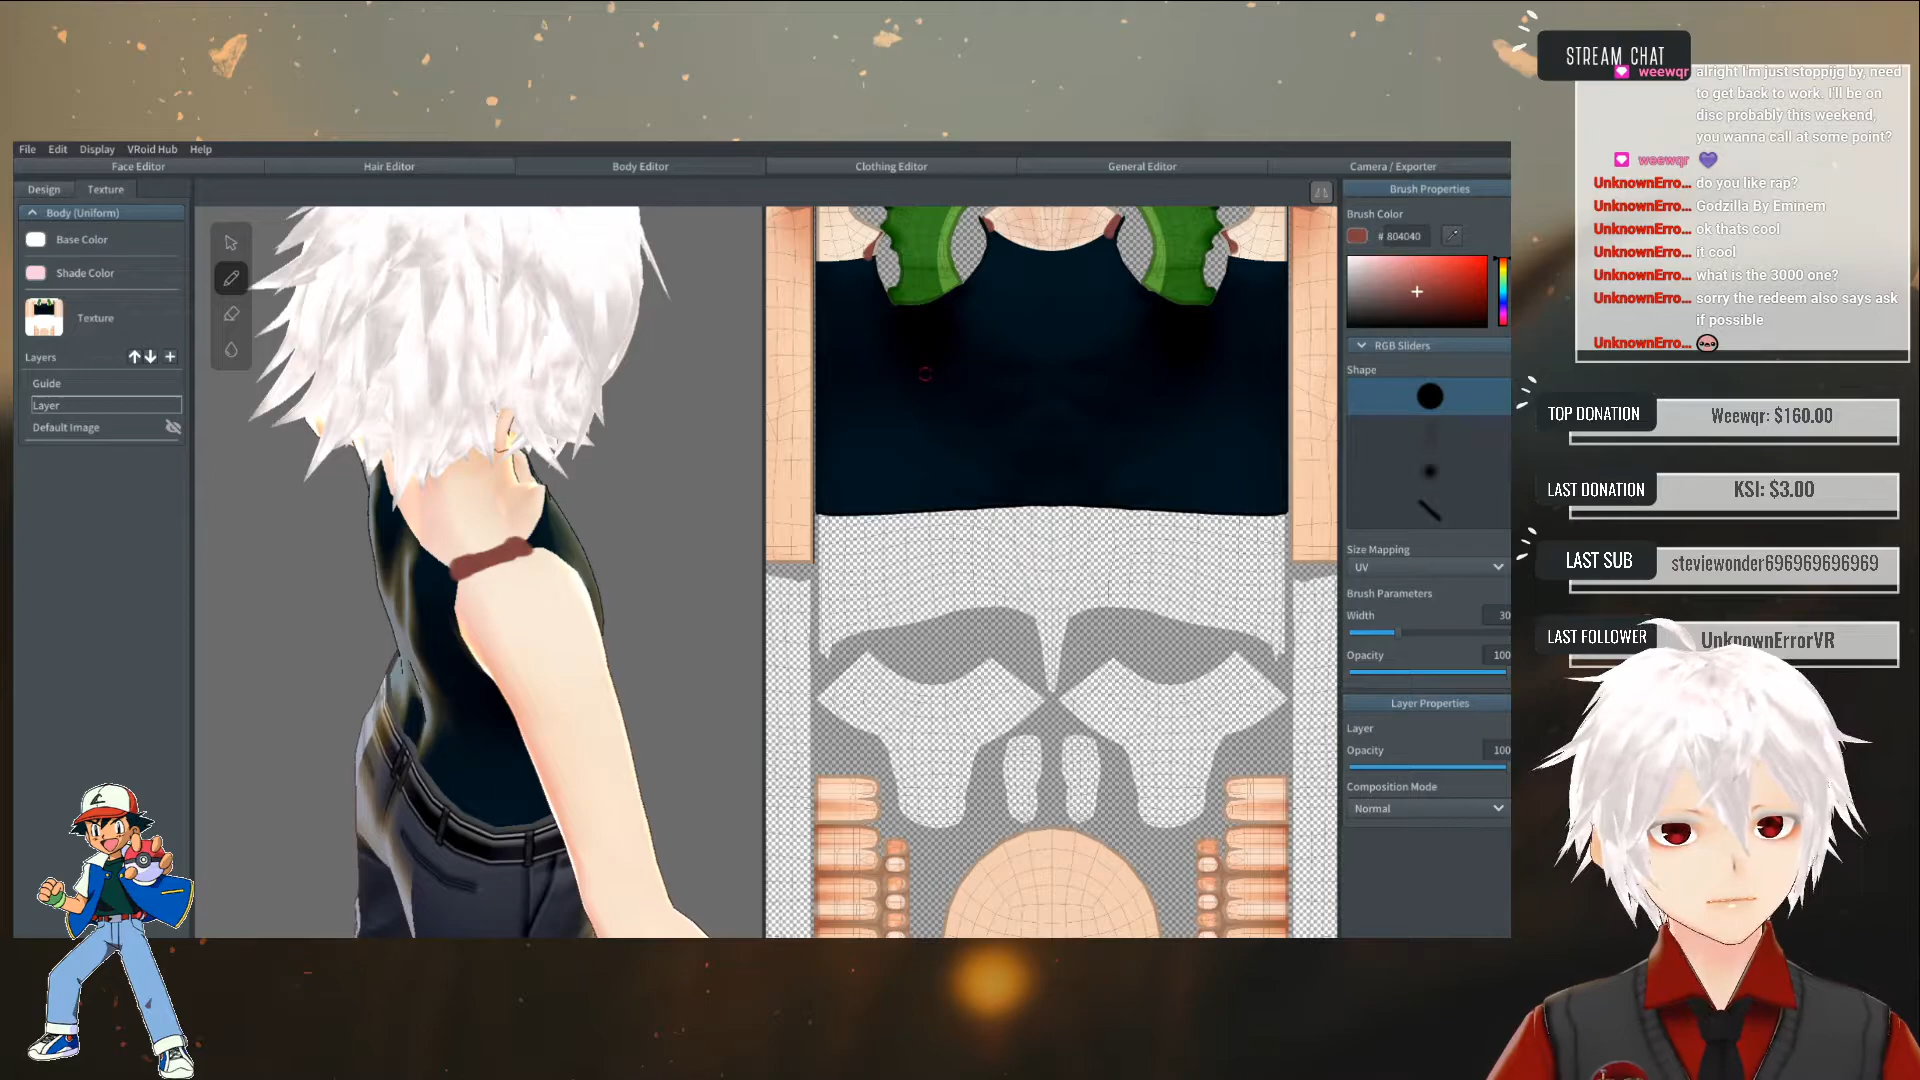 File Edit Display VRoid Hub Help
Face Editor Hair Editor Body Editor Clothing Editor General Editor Camera / Exporter
Design Texture
Body (Uniform)
Base Color
Shade Color
Texture
Layers
Guide
Layer
Default Image
Brush Properties
Brush Color
# 804040
RGB Sliders
Shape
Size Mapping
UV
Brush Parameters
Width 30
Opacity 100
Layer Properties
Layer
Opacity 100
Composition Mode
Normal
STREAM CHAT
weewqr alright I'm just stoppijg by, need
to get back to work. I'll be on
disc probably this weekend,
you wanna call at some point?
weewqr
UnknownErro... do you like rap?
UnknownErro... Godzilla By Eminem
UnknownErro... ok thats cool
UnknownErro... it cool
UnknownErro... what is the 3000 one?
UnknownErro... sorry the redeem also says ask
if possible
UnknownErro...
TOP DONATION Weewqr: $160.00
LAST DONATION KSI: $3.00
LAST SUB steviewonder696969696969
LAST FOLLOWER UnknownErrorVR